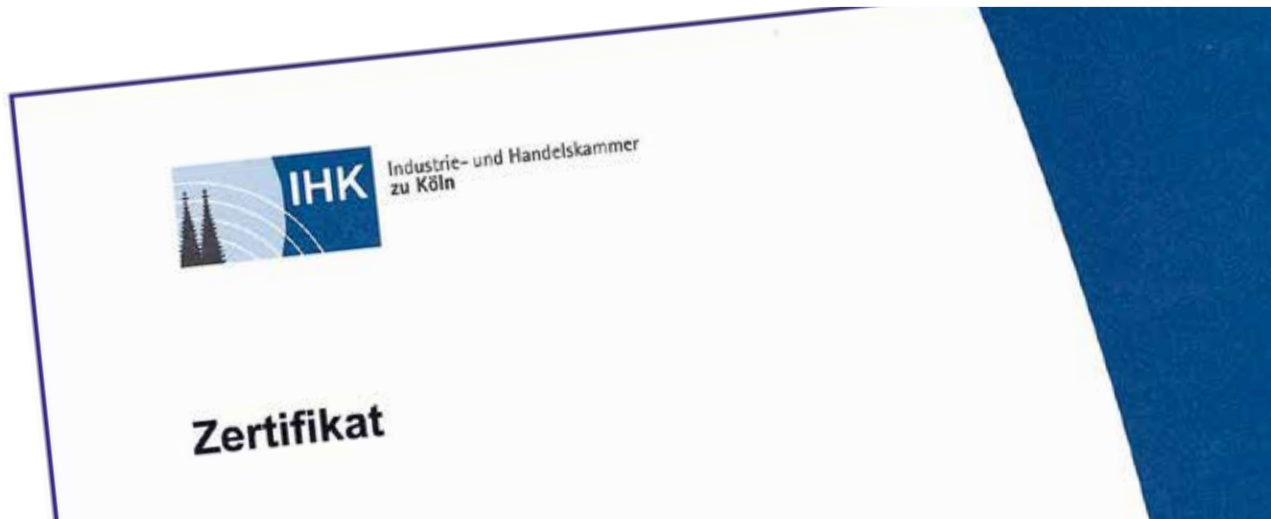 IHK
Industrie- und Handelskammer
zu Köln
Zertifikat